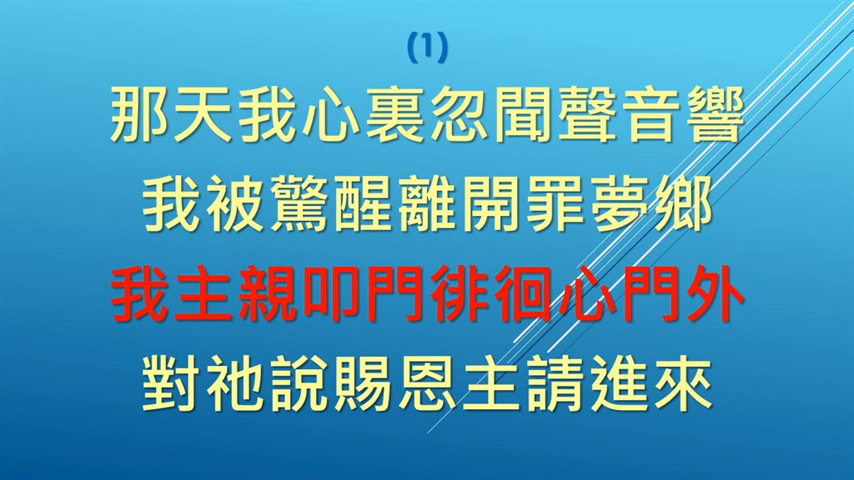 (1)
那天我心裏忽聞聲音響
我被驚醒離開罪夢鄉
我主親叩門徘徊心門外
對祂說賜恩主請進來